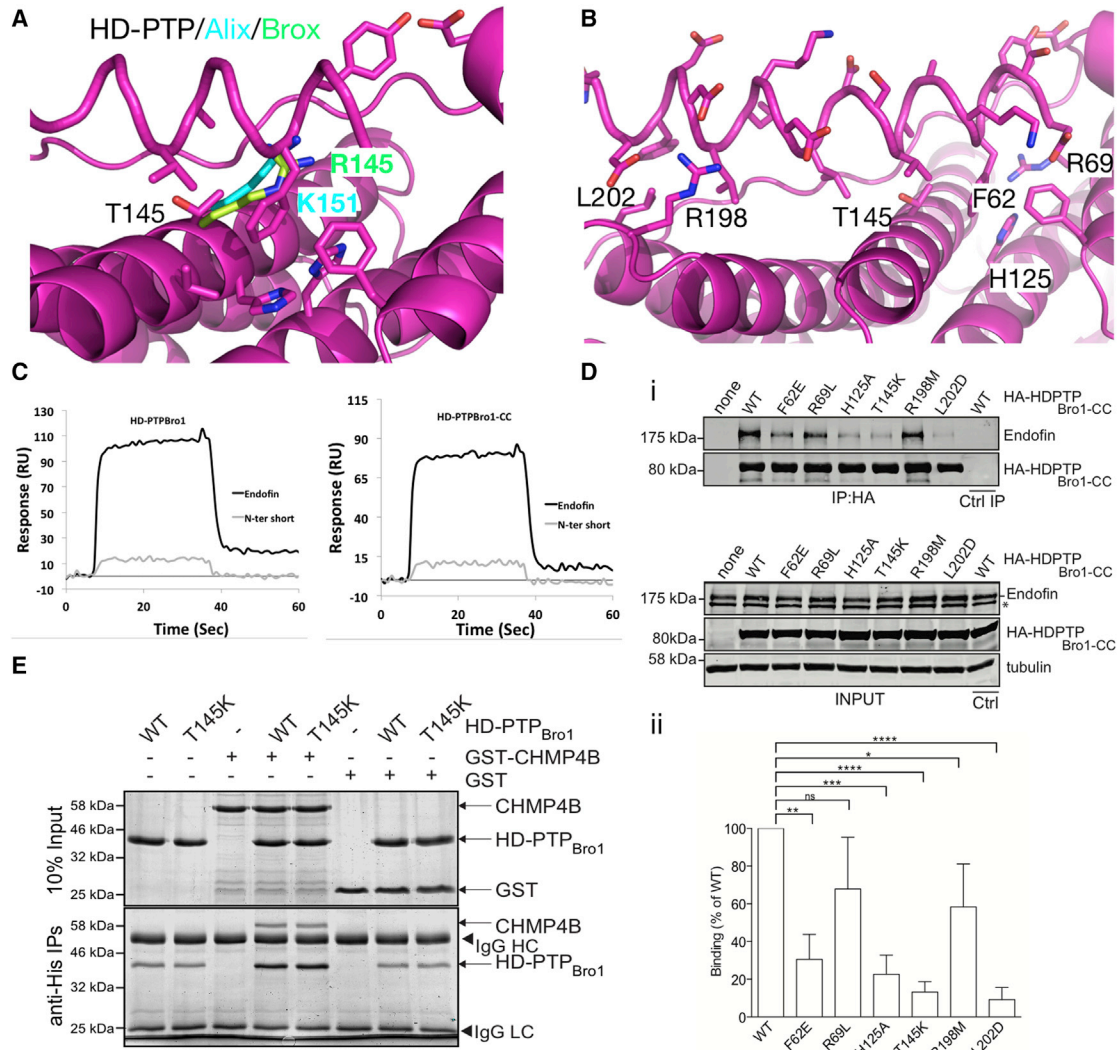 A
HD-PTP/Alix/Brox
R145
K151
T145
B
L202
R198
T145
F62
R69
H125
C
HD-PTPBro1
Response (RU)
130
110
90
70
50
30
10
-10
0 20 40 60
Time (Sec)
Endofin
N-ter short
HD-PTPBro1-CC
Response (RU)
115
90
65
40
15
-10
0 20 40 60
Time (Sec)
Endofin
N-ter short
D
i
none WT F62E R69L H125A T145K R198M L202D WT
HA-HDPTP
Bro1-CC
175 kDa
Endofin
80 kDa
HA-HDPTP
Bro1-CC
IP:HA
Ctrl IP
none WT F62E R69L H125A T145K R198M L202D WT
HA-HDPTP
Bro1-CC
175 kDa
Endofin
*
80kDa
HA-HDPTP
Bro1-CC
58 kDa
tubulin
INPUT
Ctrl
E
WT T145K - WT T145K - WT T145K HD-PTPBro1
- - + + + - - - GST-CHMP4B
- - - - - + + + GST
10% Input
58 kDa
46 kDa
32 kDa
25 kDa
CHMP4B
HD-PTPBro1
GST
anti-His IPs
58 kDa
46 kDa
32 kDa
25 kDa
CHMP4B
IgG HC
HD-PTPBro1
IgG LC
ii
****
*
****
***
ns
**
Binding (% of WT)
100
80
60
40
20
0
WT F62E R69L H125A T145K R198M L202D